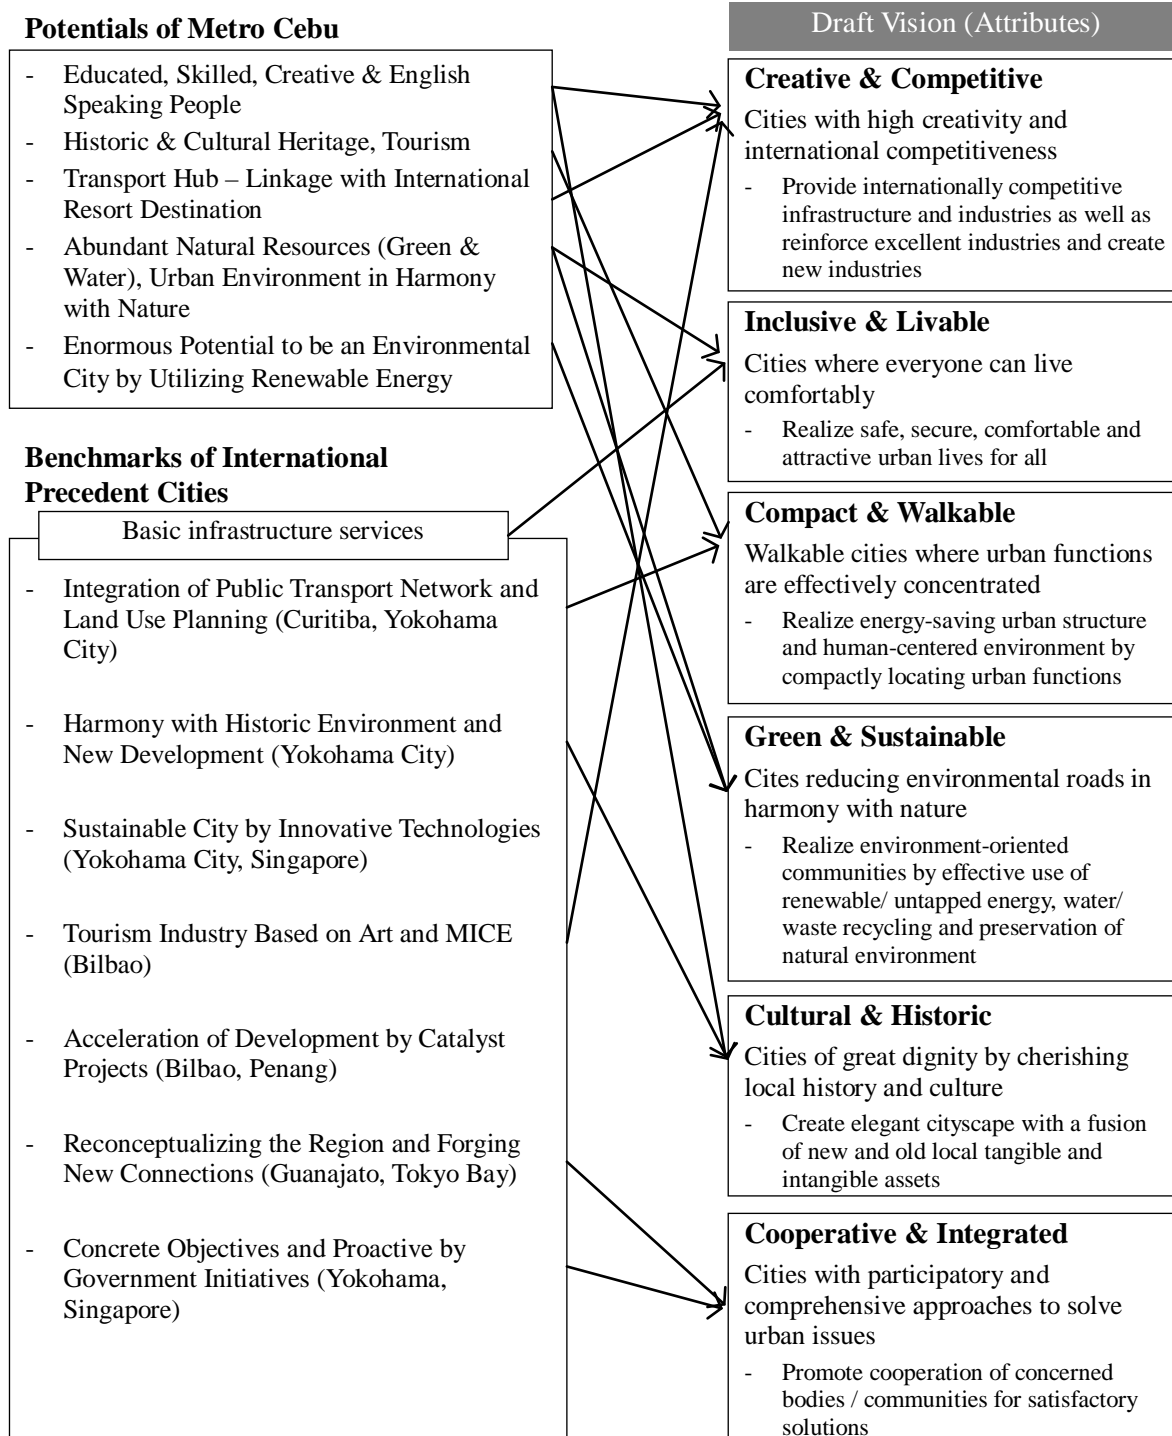 Potentials of Metro Cebu
- Educated, Skilled, Creative & English
Speaking People
- Historic & Cultural Heritage, Tourism
- Transport Hub – Linkage with International
Resort Destination
- Abundant Natural Resources (Green &
Water), Urban Environment in Harmony
with Nature
- Enormous Potential to be an Environmental
City by Utilizing Renewable Energy
Benchmarks of International
Precedent Cities
Basic infrastructure services
- Integration of Public Transport Network and
Land Use Planning (Curitiba, Yokohama
City)
- Harmony with Historic Environment and
New Development (Yokohama City)
- Sustainable City by Innovative Technologies
(Yokohama City, Singapore)
- Tourism Industry Based on Art and MICE
(Bilbao)
- Acceleration of Development by Catalyst
Projects (Bilbao, Penang)
- Reconceptualizing the Region and Forging
New Connections (Guanajato, Tokyo Bay)
- Concrete Objectives and Proactive by
Government Initiatives (Yokohama,
Singapore)
Draft Vision (Attributes)
Creative & Competitive
Cities with high creativity and
international competitiveness
- Provide internationally competitive
infrastructure and industries as well as
reinforce excellent industries and create
new industries
Inclusive & Livable
Cities where everyone can live
comfortably
- Realize safe, secure, comfortable and
attractive urban lives for all
Compact & Walkable
Walkable cities where urban functions
are effectively concentrated
- Realize energy-saving urban structure
and human-centered environment by
compactly locating urban functions
Green & Sustainable
Cites reducing environmental roads in
harmony with nature
- Realize environment-oriented
communities by effective use of
renewable/ untapped energy, water/
waste recycling and preservation of
natural environment
Cultural & Historic
Cities of great dignity by cherishing
local history and culture
- Create elegant cityscape with a fusion
of new and old local tangible and
intangible assets
Cooperative & Integrated
Cities with participatory and
comprehensive approaches to solve
urban issues
- Promote cooperation of concerned
bodies / communities for satisfactory
solutions